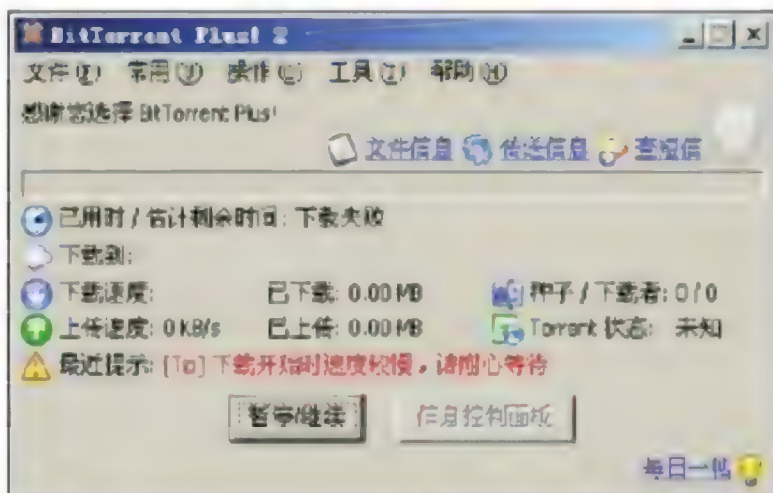 BitTorrent Plus! 2
文件(F) 常用(V) 操作(C) 工具(T) 帮助(H)
感谢您选择 BitTorrent Plus!
文件信息 传送信息 查短信
已用时 / 估计剩余时间: 下载失败
下载到:
下载速度: 已下载: 0.00 MB 种子 / 下载者: 0 / 0
上传速度: 0 KB/s 已上传: 0.00 MB Torrent 状态: 未知
最近提示: [Tip] 下载开始时速度较慢，请耐心等待
暂停/继续 信息控制面板
每日一